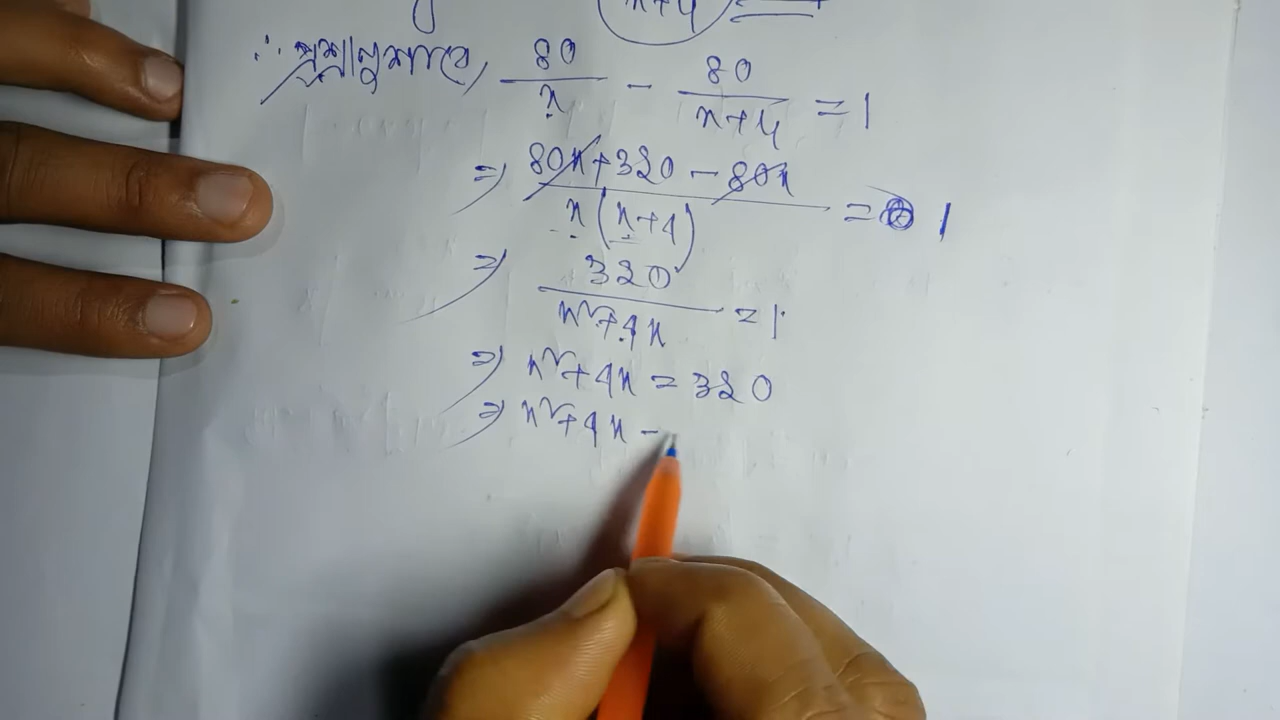 x+4
∴ প্রশ্নানুসারে, 80/x - 80/(x+4) = 1
⇒ (80x+320-80x)/(x(x+4)) = 1
⇒ 320/(x²+4x) = 1
⇒ x²+4x = 320
⇒ x²+4x -